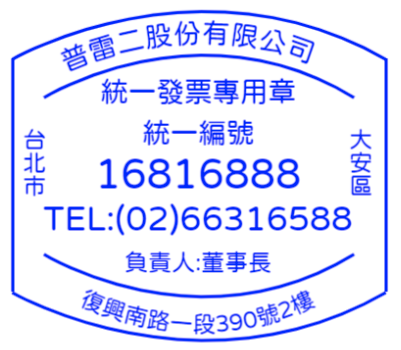 普雷二股份有限公司
統一發票專用章
統一編號
16816888
TEL:(02)66316588
負責人:董事長
台北市
大安區
復興南路一段390號2樓